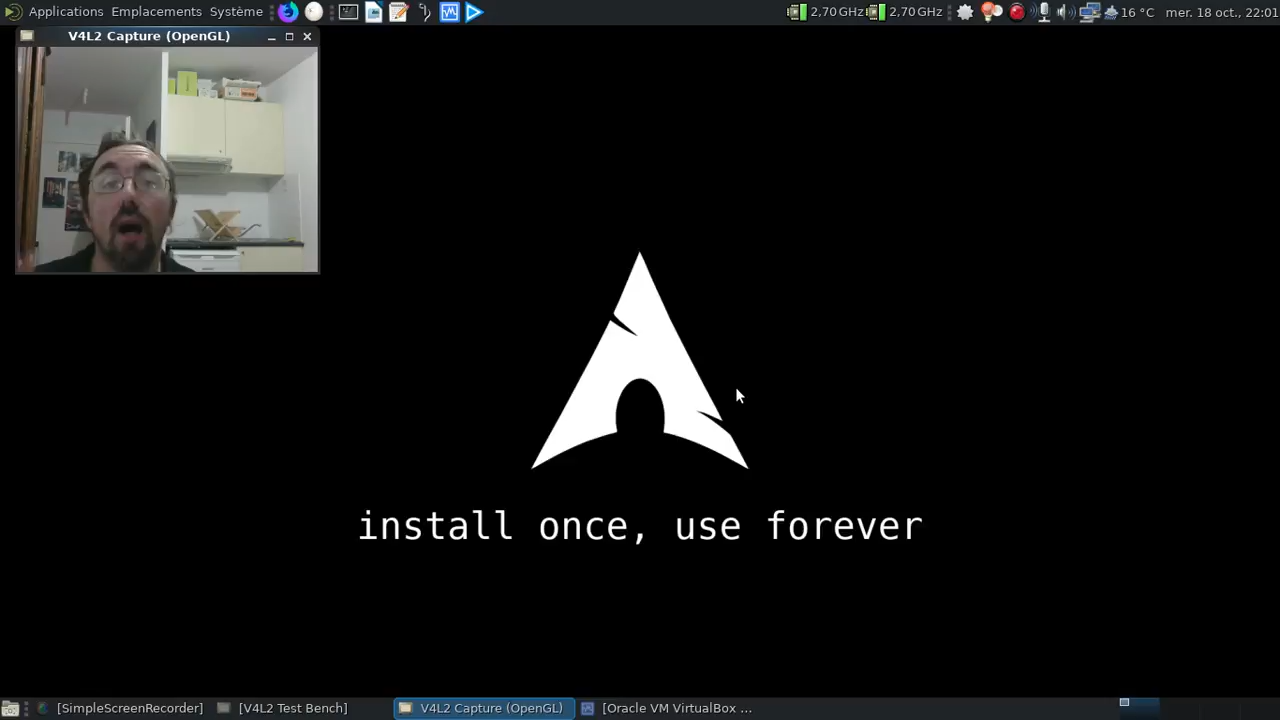 Applications Emplacements Système 2,70 GHz 2,70 GHz 16 °C mer. 18 oct., 22:01
V4L2 Capture (OpenGL)
install once, use forever
[SimpleScreenRecorder] [V4L2 Test Bench] V4L2 Capture (OpenGL) [Oracle VM VirtualBox ...